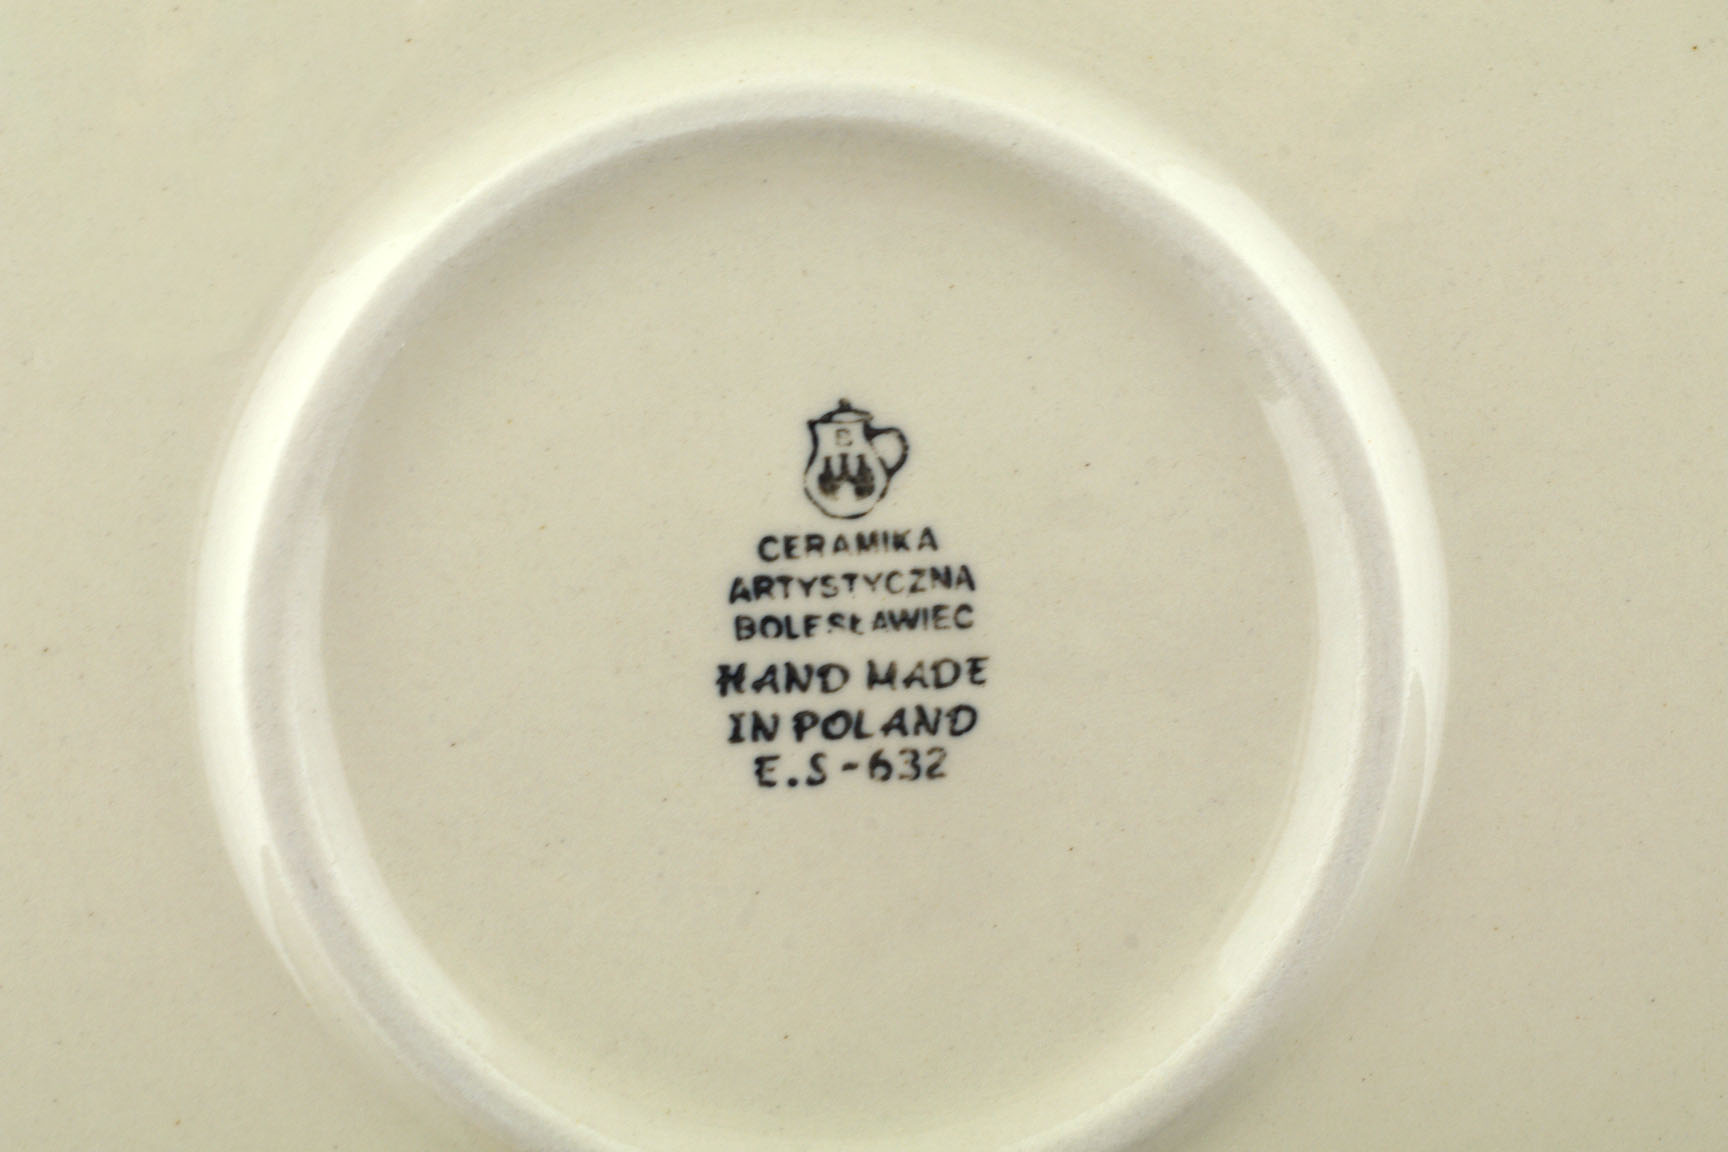 B
CERAMIKA
ARTYSTYCZNA
BOLESŁAWIEC
HAND MADE
IN POLAND
E.S-632